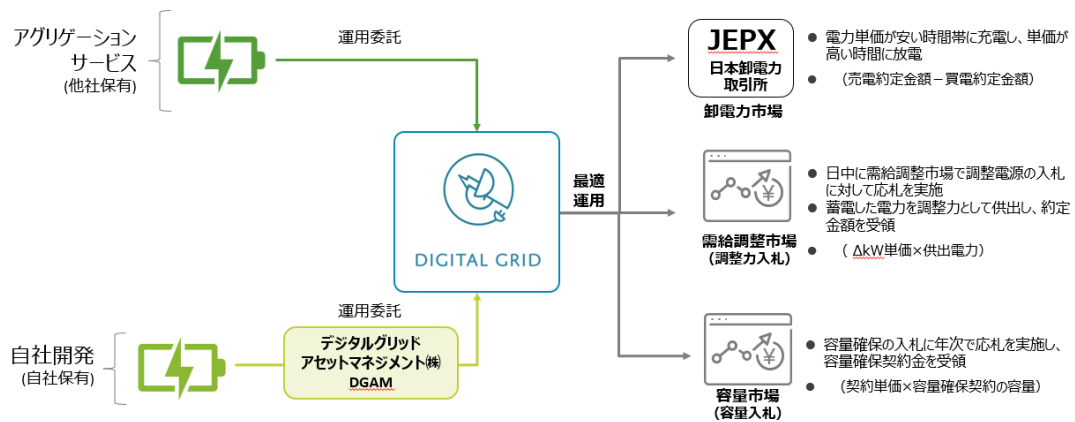 アグリゲーション
サービス
(他社保有)
運用委託
DIGITAL GRID
運用委託
自社開発
(自社保有)
デジタルグリッド
アセットマネジメント㈱
DGAM
最適
運用
JEPX
日本卸電力
取引所
卸電力市場
● 電力単価が安い時間帯に充電し、単価が
高い時間に放電
● （売電約定金額－買電約定金額）
¥
需給調整市場
(調整力入札)
● 日中に需給調整市場で調整電源の入札
に対して応札を実施
● 蓄電した電力を調整力として供出し、約定
金額を受領
● （ ΔkW単価×供出電力）
¥
容量市場
(容量入札)
● 容量確保の入札に年次で応札を実施し、
容量確保契約金を受領
● （契約単価×容量確保契約の容量）